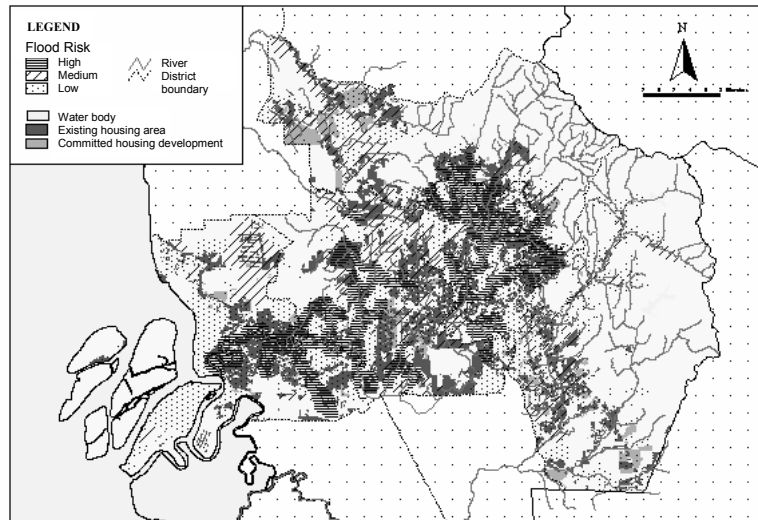 LEGEND
Flood Risk
High
Medium
Low
River
District
boundary
Water body
Existing housing area
Committed housing development
N